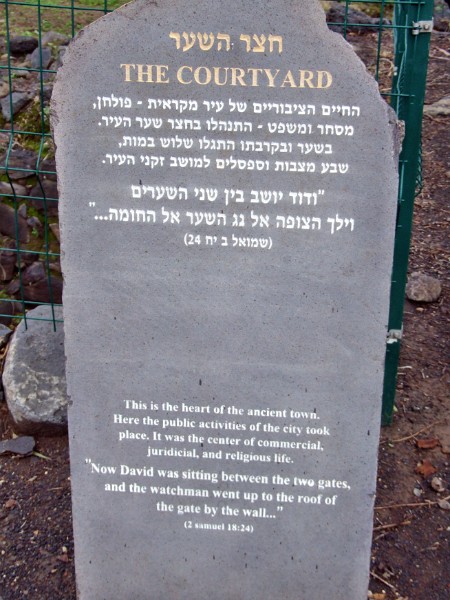 חצר השער
THE COURTYARD
החיים הציבוריים של עיר מקראית - פולחן,
מסחר ומשפט - התנהלו בחצר שער העיר.
בשער ובקרבתו התגלו שלוש במות,
שבע מצבות וספסלים למושב זקני העיר.
"ודוד יושב בין שני השערים
וילך הצופה אל גג השער אל החומה..."
(שמואל ב יח 24)
This is the heart of the ancient town.
Here the public activities of the city took
place. It was the center of commercial,
juridicial, and religious life.
"Now David was sitting between the two gates,
and the watchman went up to the roof of
the gate by the wall..."
(2 samuel 18:24)